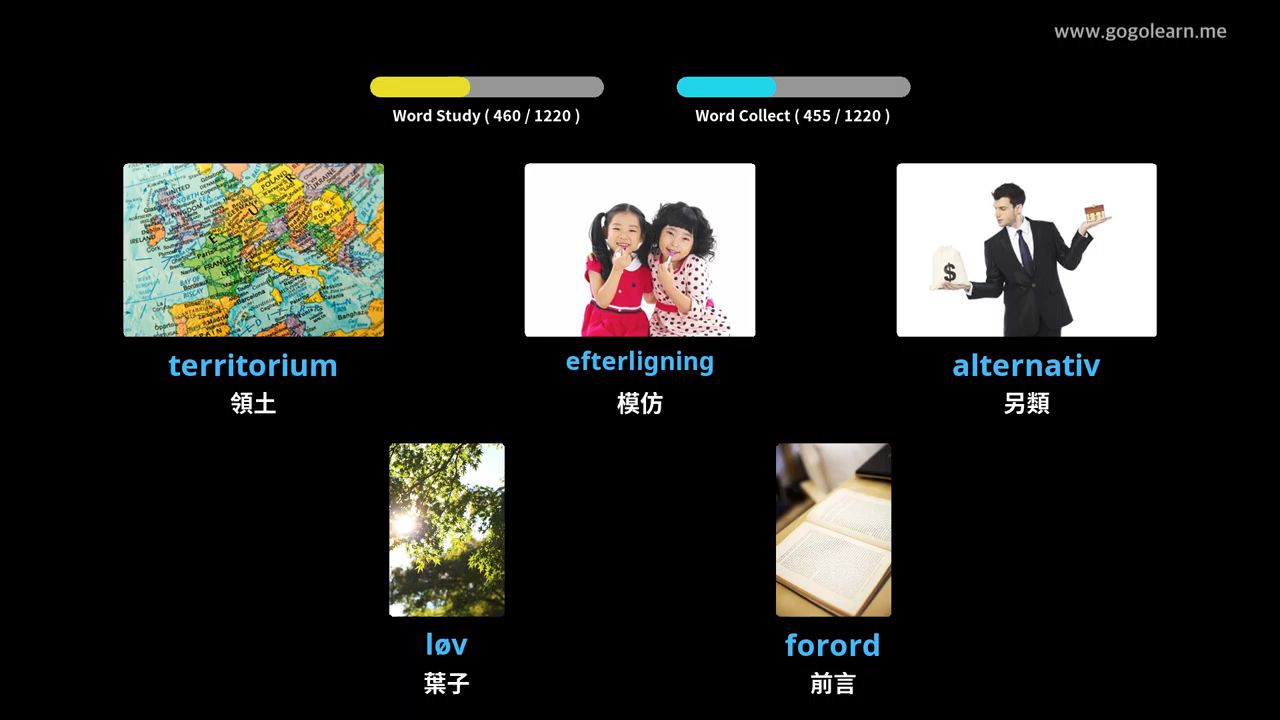 www.gogolearn.me
Word Study ( 460 / 1220 )
Word Collect ( 455 / 1220 )
territorium
領土
efterligning
模仿
alternativ
另類
løv
葉子
forord
前言